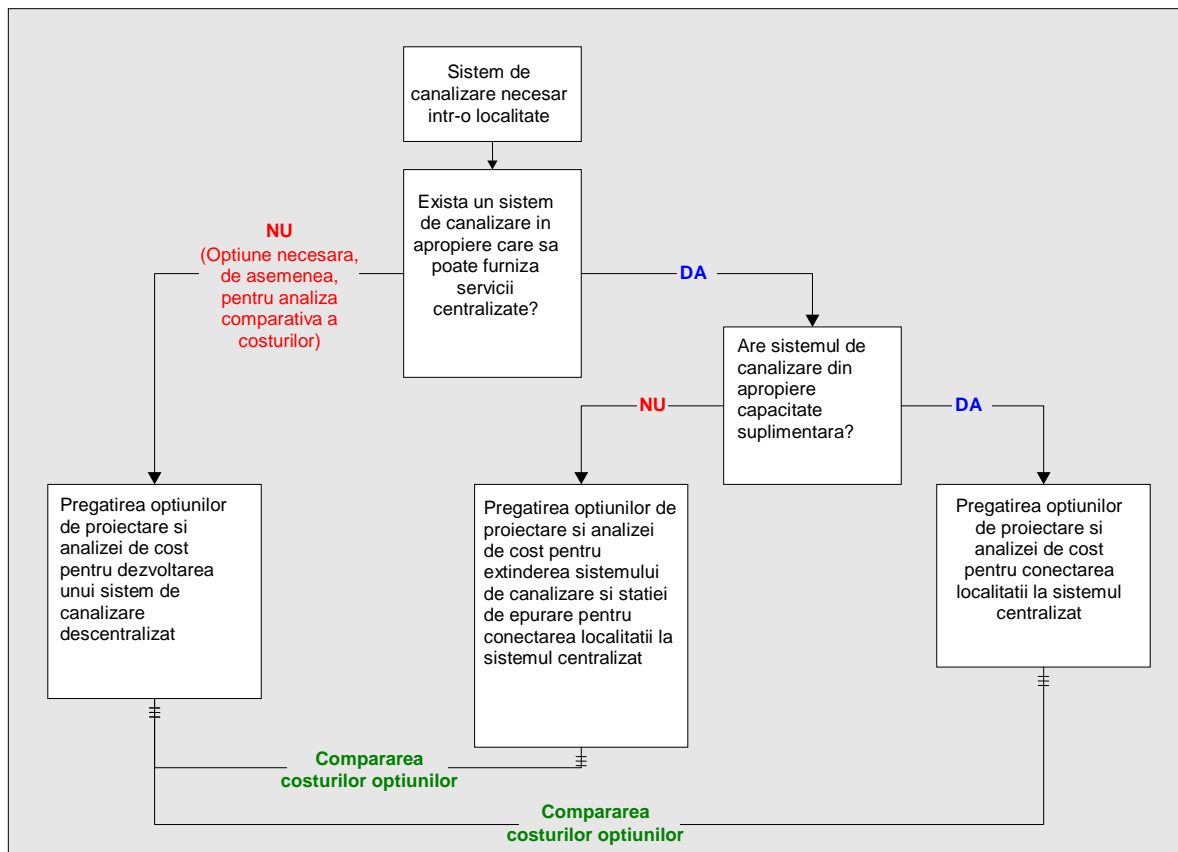 Sistem de
canalizare necesar
intr-o localitate
Exista un sistem
de canalizare in
apropiere care sa
poate furniza
servicii
centralizate?
NU
(Optiune necesara,
de asemenea,
pentru analiza
comparativa a
costurilor)
DA
Are sistemul de
canalizare din
apropiere
capacitate
suplimentara?
NU
DA
Pregatirea optiunilor
de proiectare si
analizei de cost
pentru dezvoltarea
unui sistem de
canalizare
descentralizat
Pregatirea optiunilor de
proiectare si analizei
de cost pentru
extinderea sistemului
de canalizare si statiei
de epurare pentru
conectarea localitatii la
sistemul centralizat
Pregatirea optiunilor
de proiectare si
analizei de cost
pentru conectarea
localitatii la sistemul
centralizat
Compararea
costurilor optiunilor
Compararea
costurilor optiunilor